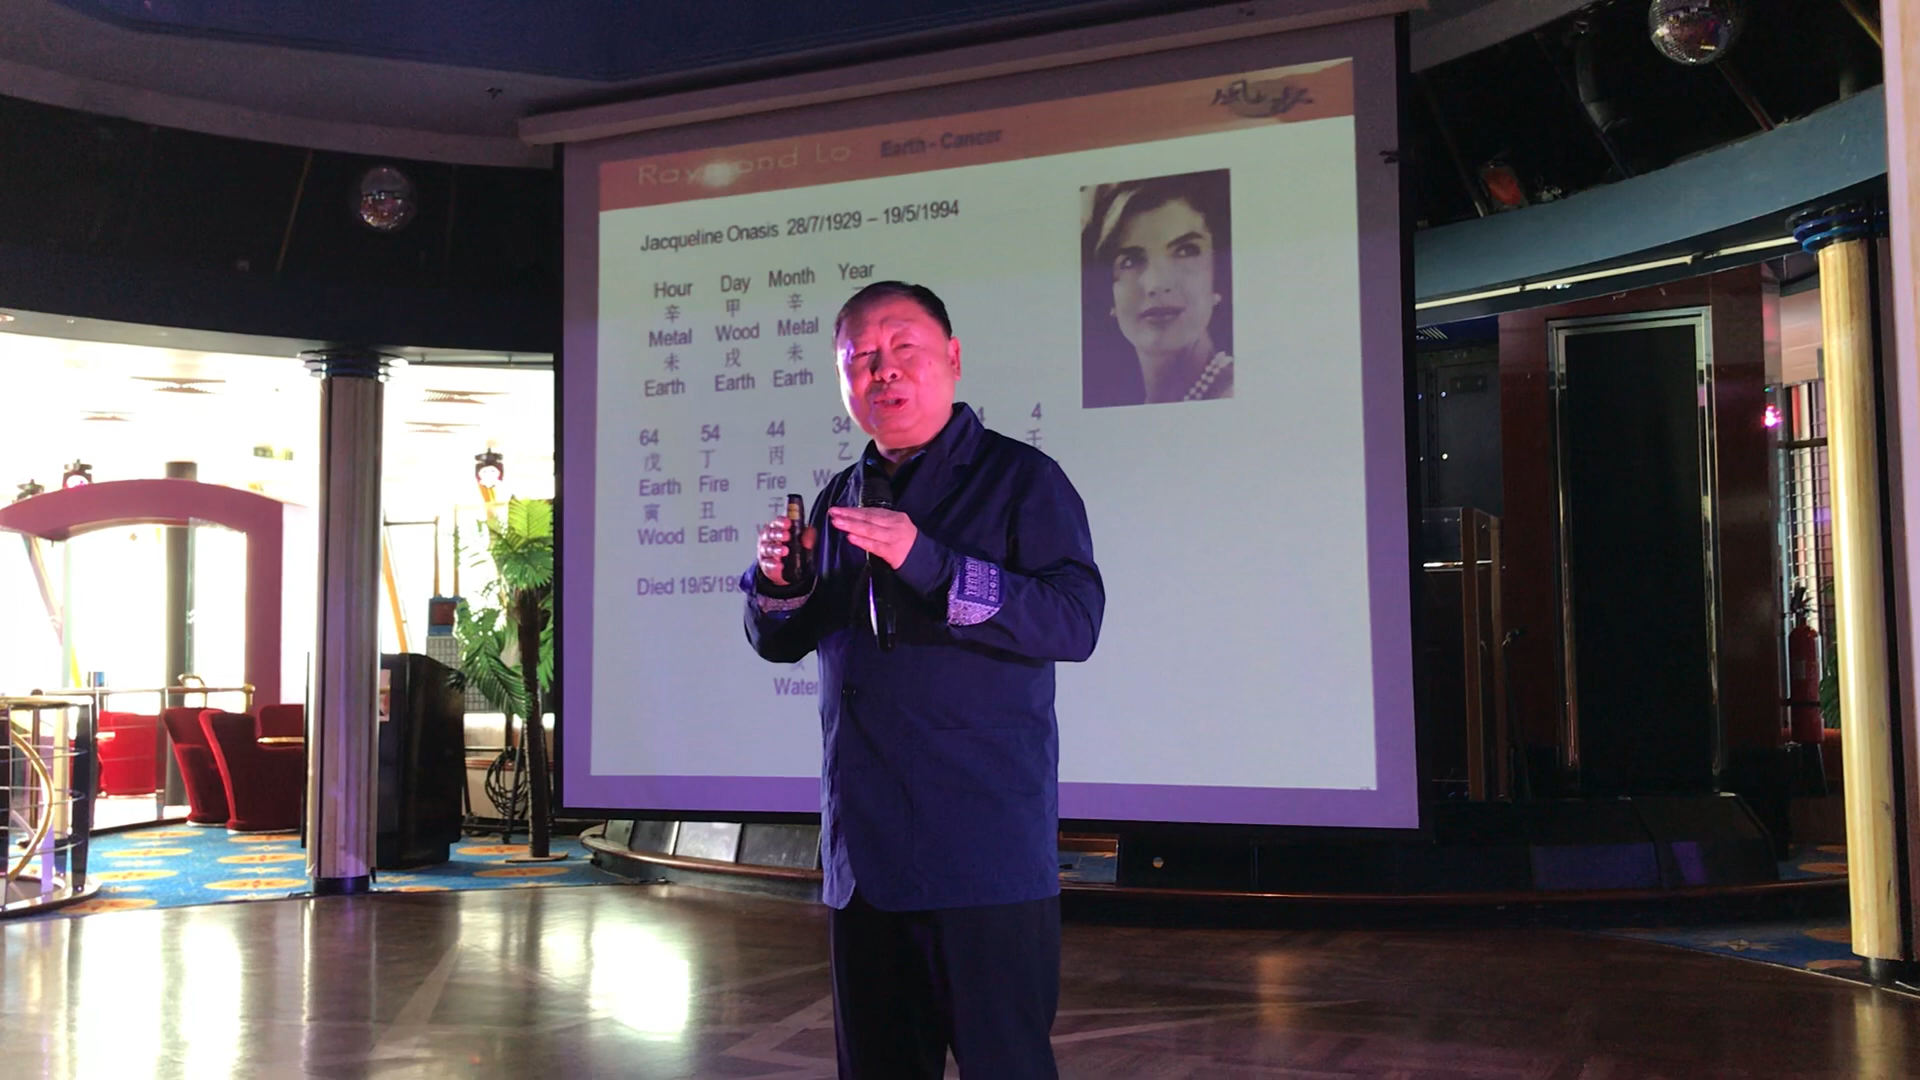 Raymond Lo
Earth - Cancer
Jacqueline Onasis 28/7/1929 – 19/5/1994
Hour Day Month Year
辛 甲 辛
Metal Wood Metal
未 戌 未
Earth Earth Earth
64 54 44 34 4 4
戊 丁 丙 乙 壬
Earth Fire Fire
寅 丑 子
Wood Earth
Died 19/5/199
Water